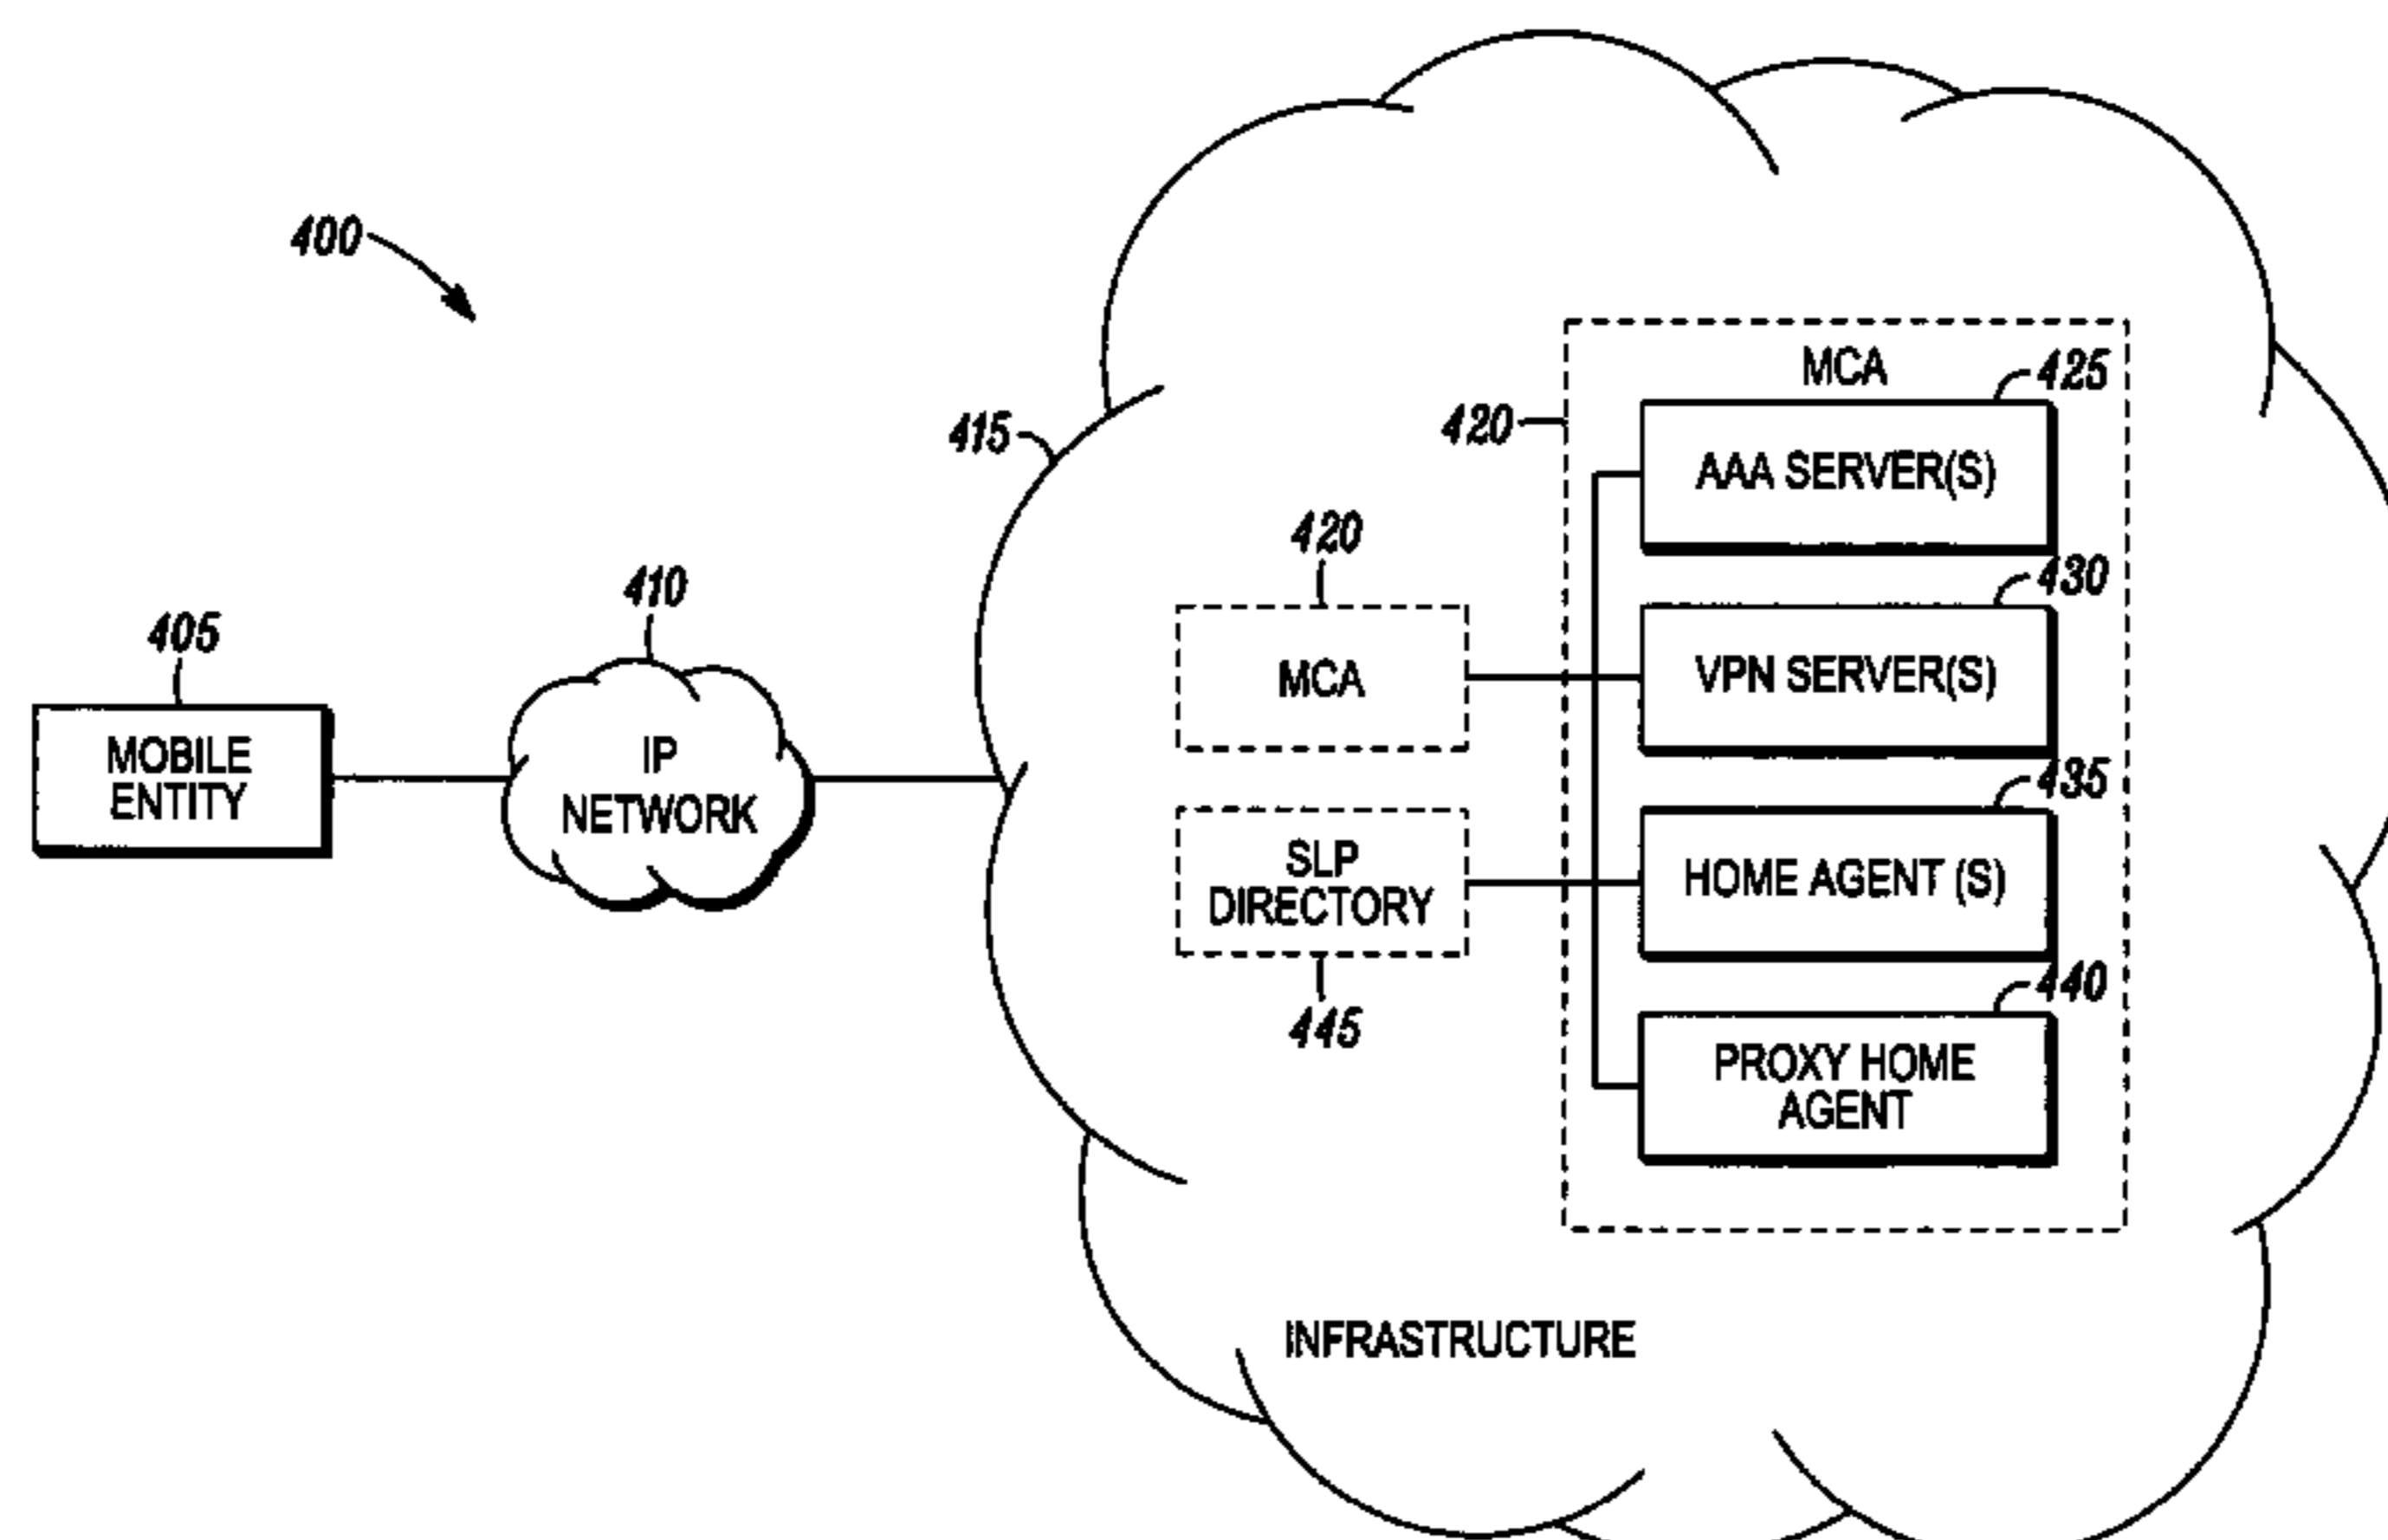 400
405
MOBILE
ENTITY
410
IP
NETWORK
415
420
MCA
SLP
DIRECTORY
445
420
MCA
425
AAA SERVER(S)
430
VPN SERVER(S)
435
HOME AGENT (S)
440
PROXY HOME
AGENT
INFRASTRUCTURE